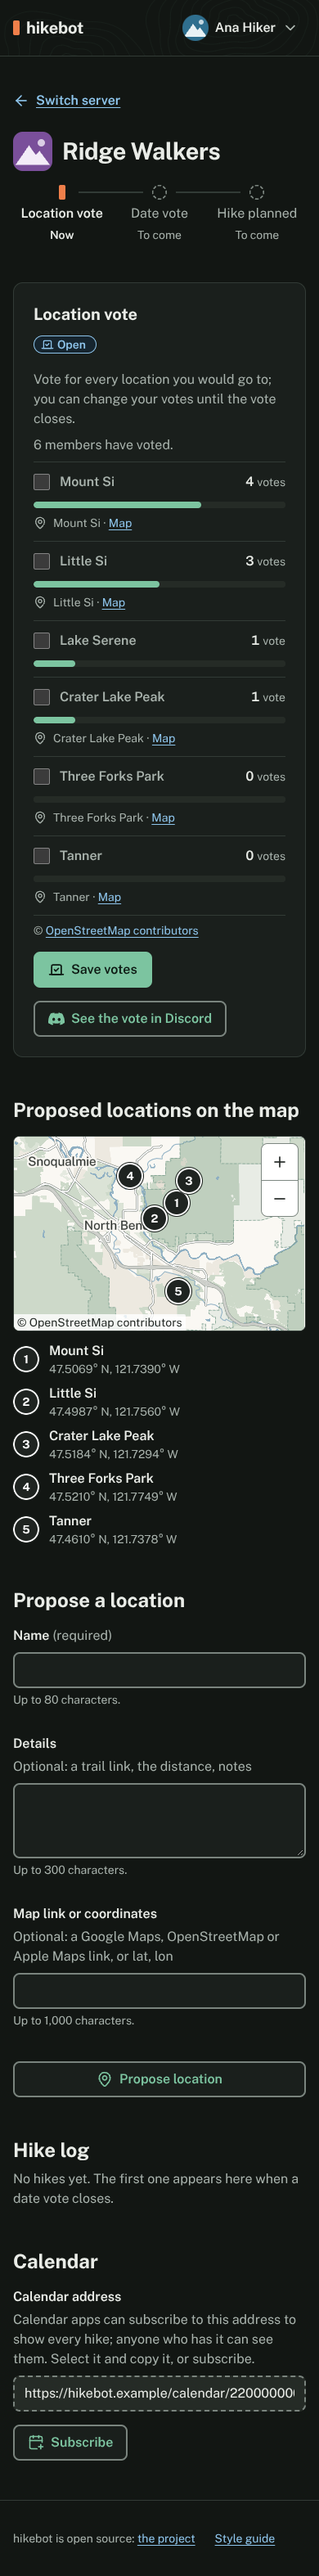 hikebot
Ana Hiker
Switch server
Ridge Walkers
Location vote
Date vote
Hike planned
Now
To come
To come
Location vote
Open
Vote for every location you would go to;
you can change your votes until the vote
closes.
6 members have voted.
Mount Si
4 votes
Mount Si · Map
Little Si
3 votes
Little Si · Map
Lake Serene
1 vote
Crater Lake Peak
1 vote
Crater Lake Peak · Map
Three Forks Park
0 votes
Three Forks Park · Map
Tanner
0 votes
Tanner · Map
© OpenStreetMap contributors
Save votes
See the vote in Discord
Proposed locations on the map
Snoqualmie
4
3
1
North Ben
2
5
+
−
© OpenStreetMap contributors
1
Mount Si
47.5069° N, 121.7390° W
2
Little Si
47.4987° N, 121.7560° W
3
Crater Lake Peak
47.5184° N, 121.7294° W
4
Three Forks Park
47.5210° N, 121.7749° W
5
Tanner
47.4610° N, 121.7378° W
Propose a location
Name (required)
Up to 80 characters.
Details
Optional: a trail link, the distance, notes
Up to 300 characters.
Map link or coordinates
Optional: a Google Maps, OpenStreetMap or
Apple Maps link, or lat, lon
Up to 1,000 characters.
Propose location
Hike log
No hikes yet. The first one appears here when a
date vote closes.
Calendar
Calendar address
Calendar apps can subscribe to this address to
show every hike; anyone who has it can see
them. Select it and copy it, or subscribe.
https://hikebot.example/calendar/22000000
Subscribe
hikebot is open source: the project
Style guide